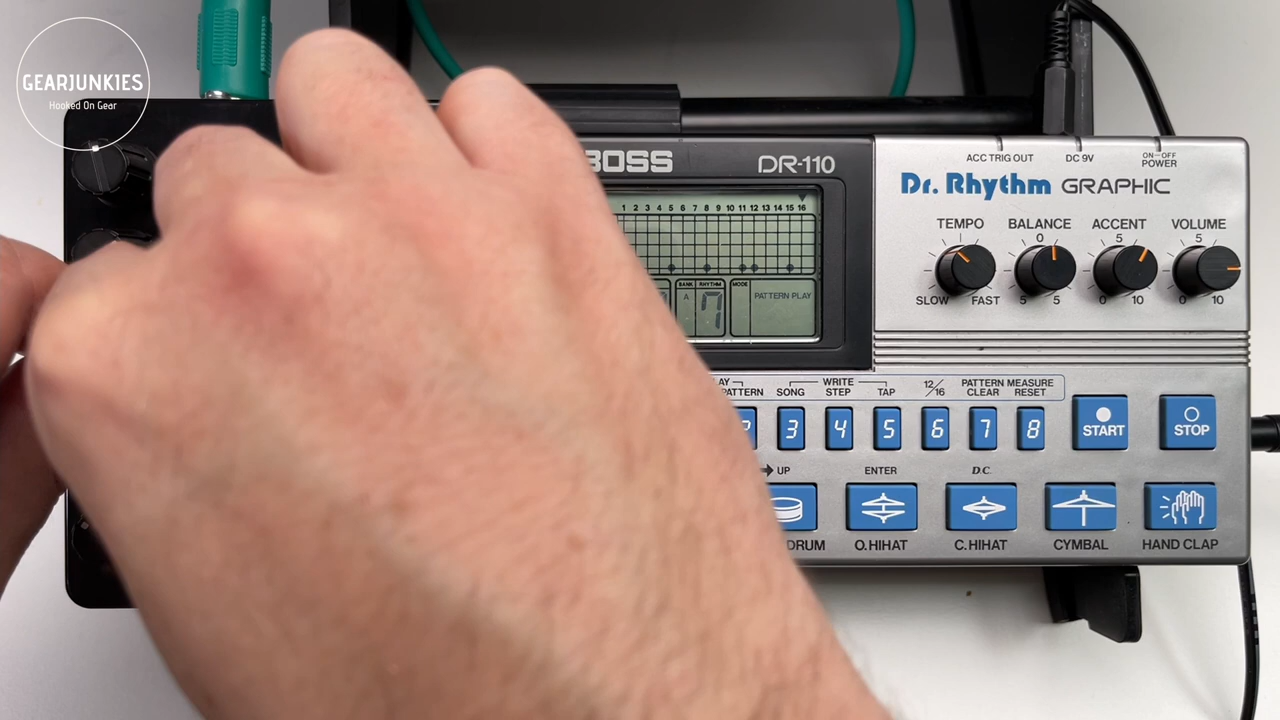 GEARJUNKIES
Hooked On Gear
BOSS
DR-110
ACC TRIG OUT
DC 9V
ON—OFF
POWER
Dr. Rhythm GRAPHIC
TEMPO
BALANCE
ACCENT
VOLUME
0
5
5
SLOW
FAST
5
5
0
10
0
10
1 2 3 4 5 6 7 8 9 10 11 12 13 14 15 16
BANK
RHYTHM
MODE
A
7
PATTERN PLAY
PATTERN
SONG
WRITE
STEP
TAP
12/16
PATTERN CLEAR
MEASURE RESET
2
3
4
5
6
7
8
START
STOP
UP
ENTER
D.C.
DRUM
O.HIHAT
C.HIHAT
CYMBAL
HAND CLAP